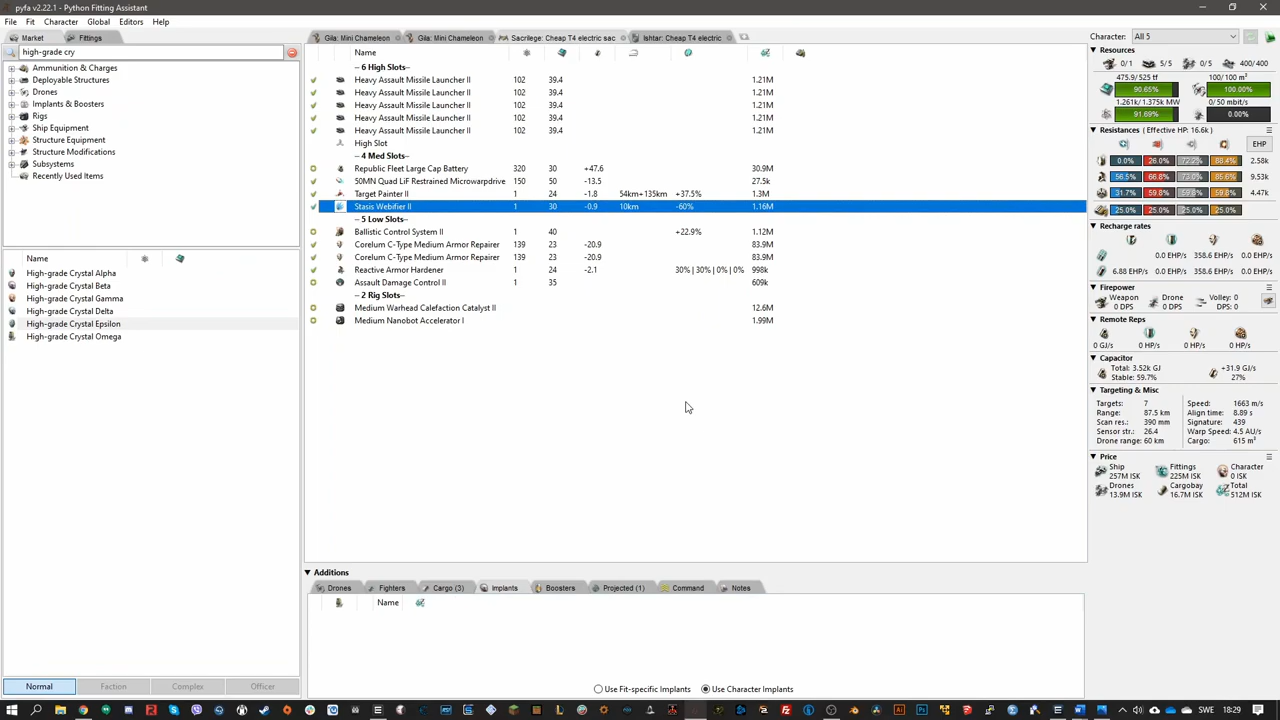 pyfa v2.22.1 - Python Fitting Assistant
File Fit Character Global Editors Help
Market Fittings
high-grade cry
Ammunition & Charges
Deployable Structures
Drones
Implants & Boosters
Rigs
Ship Equipment
Structure Equipment
Structure Modifications
Subsystems
Recently Used Items
Name
High-grade Crystal Alpha
High-grade Crystal Beta
High-grade Crystal Gamma
High-grade Crystal Delta
High-grade Crystal Epsilon
High-grade Crystal Omega
Normal Faction Complex Officer
Gila: Mini Chameleon Gila: Mini Chameleon Sacrilege: Cheap T4 electric sac Ishtar: Cheap T4 electric
Name
--6 High Slots--
Heavy Assault Missile Launcher II 102 39.4 1.21M
Heavy Assault Missile Launcher II 102 39.4 1.21M
Heavy Assault Missile Launcher II 102 39.4 1.21M
Heavy Assault Missile Launcher II 102 39.4 1.21M
Heavy Assault Missile Launcher II 102 39.4 1.21M
High Slot
--4 Med Slots--
Republic Fleet Large Cap Battery 320 30 +47.6 30.9M
50MN Quad LiF Restrained Microwarpdrive 150 50 -13.5 27.5k
Target Painter II 1 24 -1.8 54km+135km +37.5% 1.3M
Stasis Webifier II 1 30 -0.9 10km -60% 1.16M
--5 Low Slots--
Ballistic Control System II 1 40 +22.9% 1.12M
Corelum C-Type Medium Armor Repairer 139 23 -20.9 83.9M
Corelum C-Type Medium Armor Repairer 139 23 -20.9 83.9M
Reactive Armor Hardener 1 24 -2.1 30% | 30% | 0% | 0% 998k
Assault Damage Control II 1 35 609k
--2 Rig Slots--
Medium Warhead Calefaction Catalyst II 12.6M
Medium Nanobot Accelerator I 1.99M
Additions
Drones Fighters Cargo (3) Implants Boosters Projected (1) Command Notes
Name
Use Fit-specific Implants Use Character Implants
Character: All 5
Resources
0/1 5/5 0/5 400/400
475.9/525 tf 100/100 m³
90.65% 100.00%
1.261k/1.375k MW 0/50 mbit/s
91.69% 0.00%
Resistances ( Effective HP: 16.6k )
EHP
0.0% 26.0% 72.2% 88.4% 2.58k
56.5% 66.8% 73.0% 85.6% 9.53k
31.7% 59.8% 59.8% 59.8% 4.47k
25.0% 25.0% 25.0% 25.0%
Recharge rates
0.0 EHP/s 358.6 EHP/s 0.0 EHP/s
6.88 EHP/s 0.0 EHP/s 358.6 EHP/s 0.0 EHP/s
Firepower
Weapon 0 DPS Drone 0 DPS Volley: 0 DPS: 0
Remote Reps
0 GJ/s 0 HP/s 0 HP/s 0 HP/s
Capacitor
Total: 3.52k GJ +31.9 GJ/s
Stable: 59.7% 27%
Targeting & Misc
Targets: 7 Speed: 1663 m/s
Range: 87.5 km Align time: 8.89 s
Scan res.: 390 mm Signature: 439
Sensor str.: 26.4 Warp Speed: 4.5 AU/s
Drone range: 60 km Cargo: 615 m³
Price
Ship 257M ISK Fittings 225M ISK Character 0 ISK
Drones 13.9M ISK Cargobay 16.7M ISK Total 512M ISK
SWE 18:29